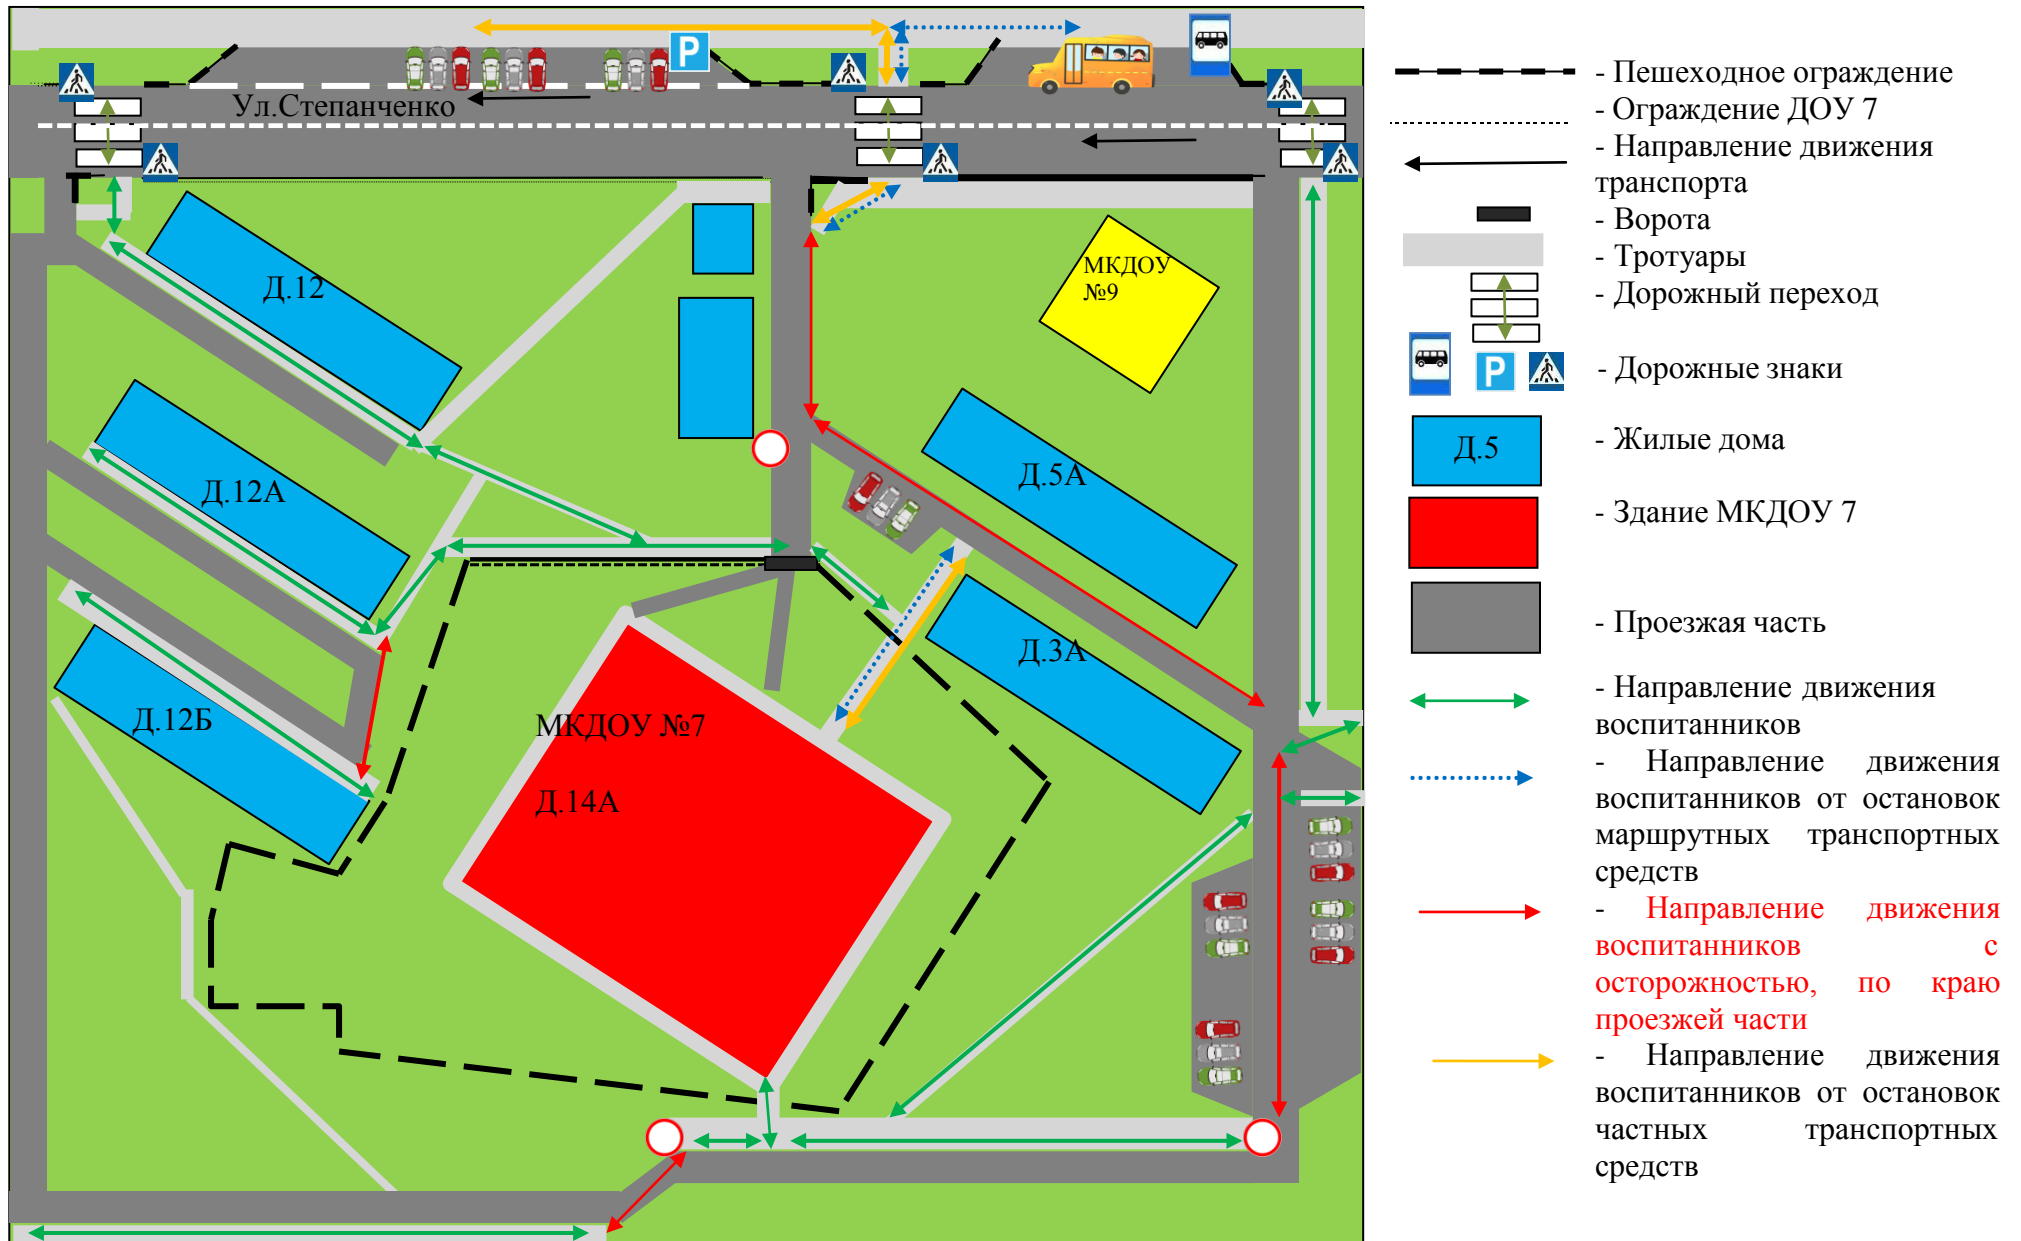 Ул.Степанченко
P
Д.12
МКДОУ
№9
Д.12А
Д.5А
Д.3А
Д.12Б
МКДОУ №7
Д.14А
- Пешеходное ограждение
- Ограждение ДОУ 7
- Направление движения
транспорта
- Ворота
- Тротуары
- Дорожный переход
P
- Дорожные знаки
Д.5
- Жилые дома
- Здание МКДОУ 7
- Проезжая часть
- Направление движения
воспитанников
- Направление движения
воспитанников от остановок
маршрутных транспортных
средств
- Направление движения
воспитанников с
осторожностью, по краю
проезжей части
- Направление движения
воспитанников от остановок
частных транспортных
средств